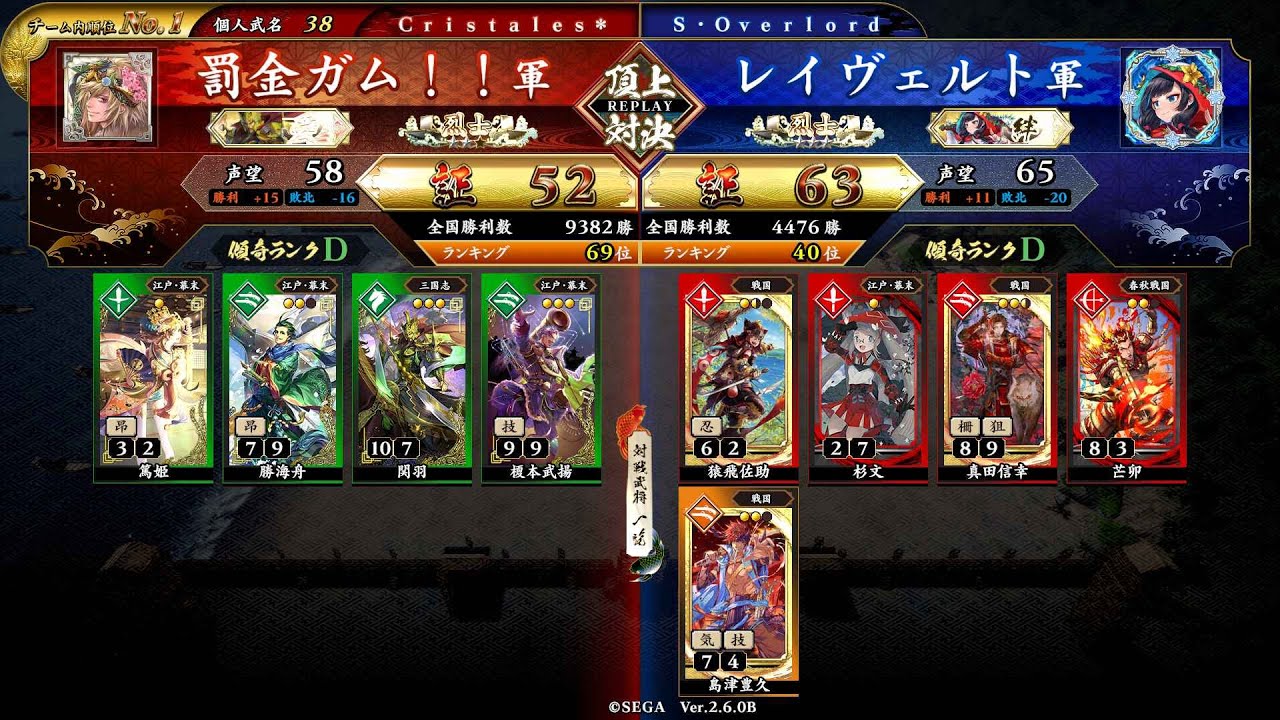 チーム内順位 No.1
個人武名 38
Cristales*
S・Overlord
罰金ガム！！軍
頂上
REPLAY
対決
レイヴェルト軍
愛
烈士
烈士
絆
声望 58
勝利 +15 敗北 -16
証 52
証 63
声望 65
勝利 +11 敗北 -20
全国勝利数 9382勝
全国勝利数 4476勝
傾奇ランクD
ランキング 69位
ランキング 40位
傾奇ランクD
江戸・幕末
江戸・幕末
三国志
江戸・幕末
戦国
江戸・幕末
戦国
春秋戦国
昂
昂
技
忍
柵 狙
3 2
7 9
10 7
9 9
6 2
2 7
8 9
8 3
篤姫
勝海舟
関羽
榎本武揚
猿飛佐助
杉文
真田信幸
芒卯
対戦武将一覧
戦国
気 技
7 4
島津豊久
©SEGA Ver.2.6.0B